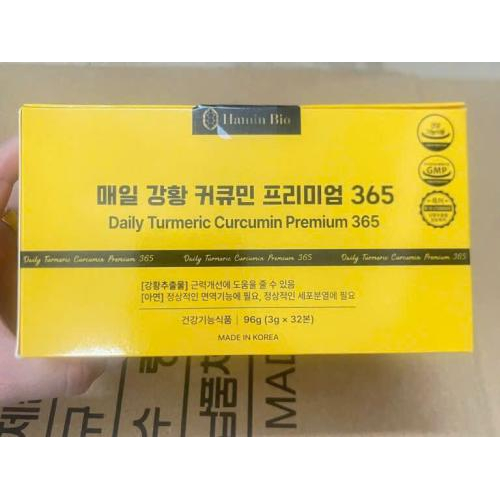 Hamin Bio
매일 강황 커큐민 프리미엄 365
Daily Turmeric Curcumin Premium 365
GMP
Daily Turmeric Curcumin Premium 365 Daily Turmeric Curcumin Premium 365 Daily Turmeric Curcumin Premium 365
[강황추출물] 근력개선에 도움을 줄 수 있음
[아연] 정상적인 면역기능에 필요, 정상적인 세포분열에 필요
건강기능식품 | 96g (3g × 32본)
MADE IN KOREA
MAD